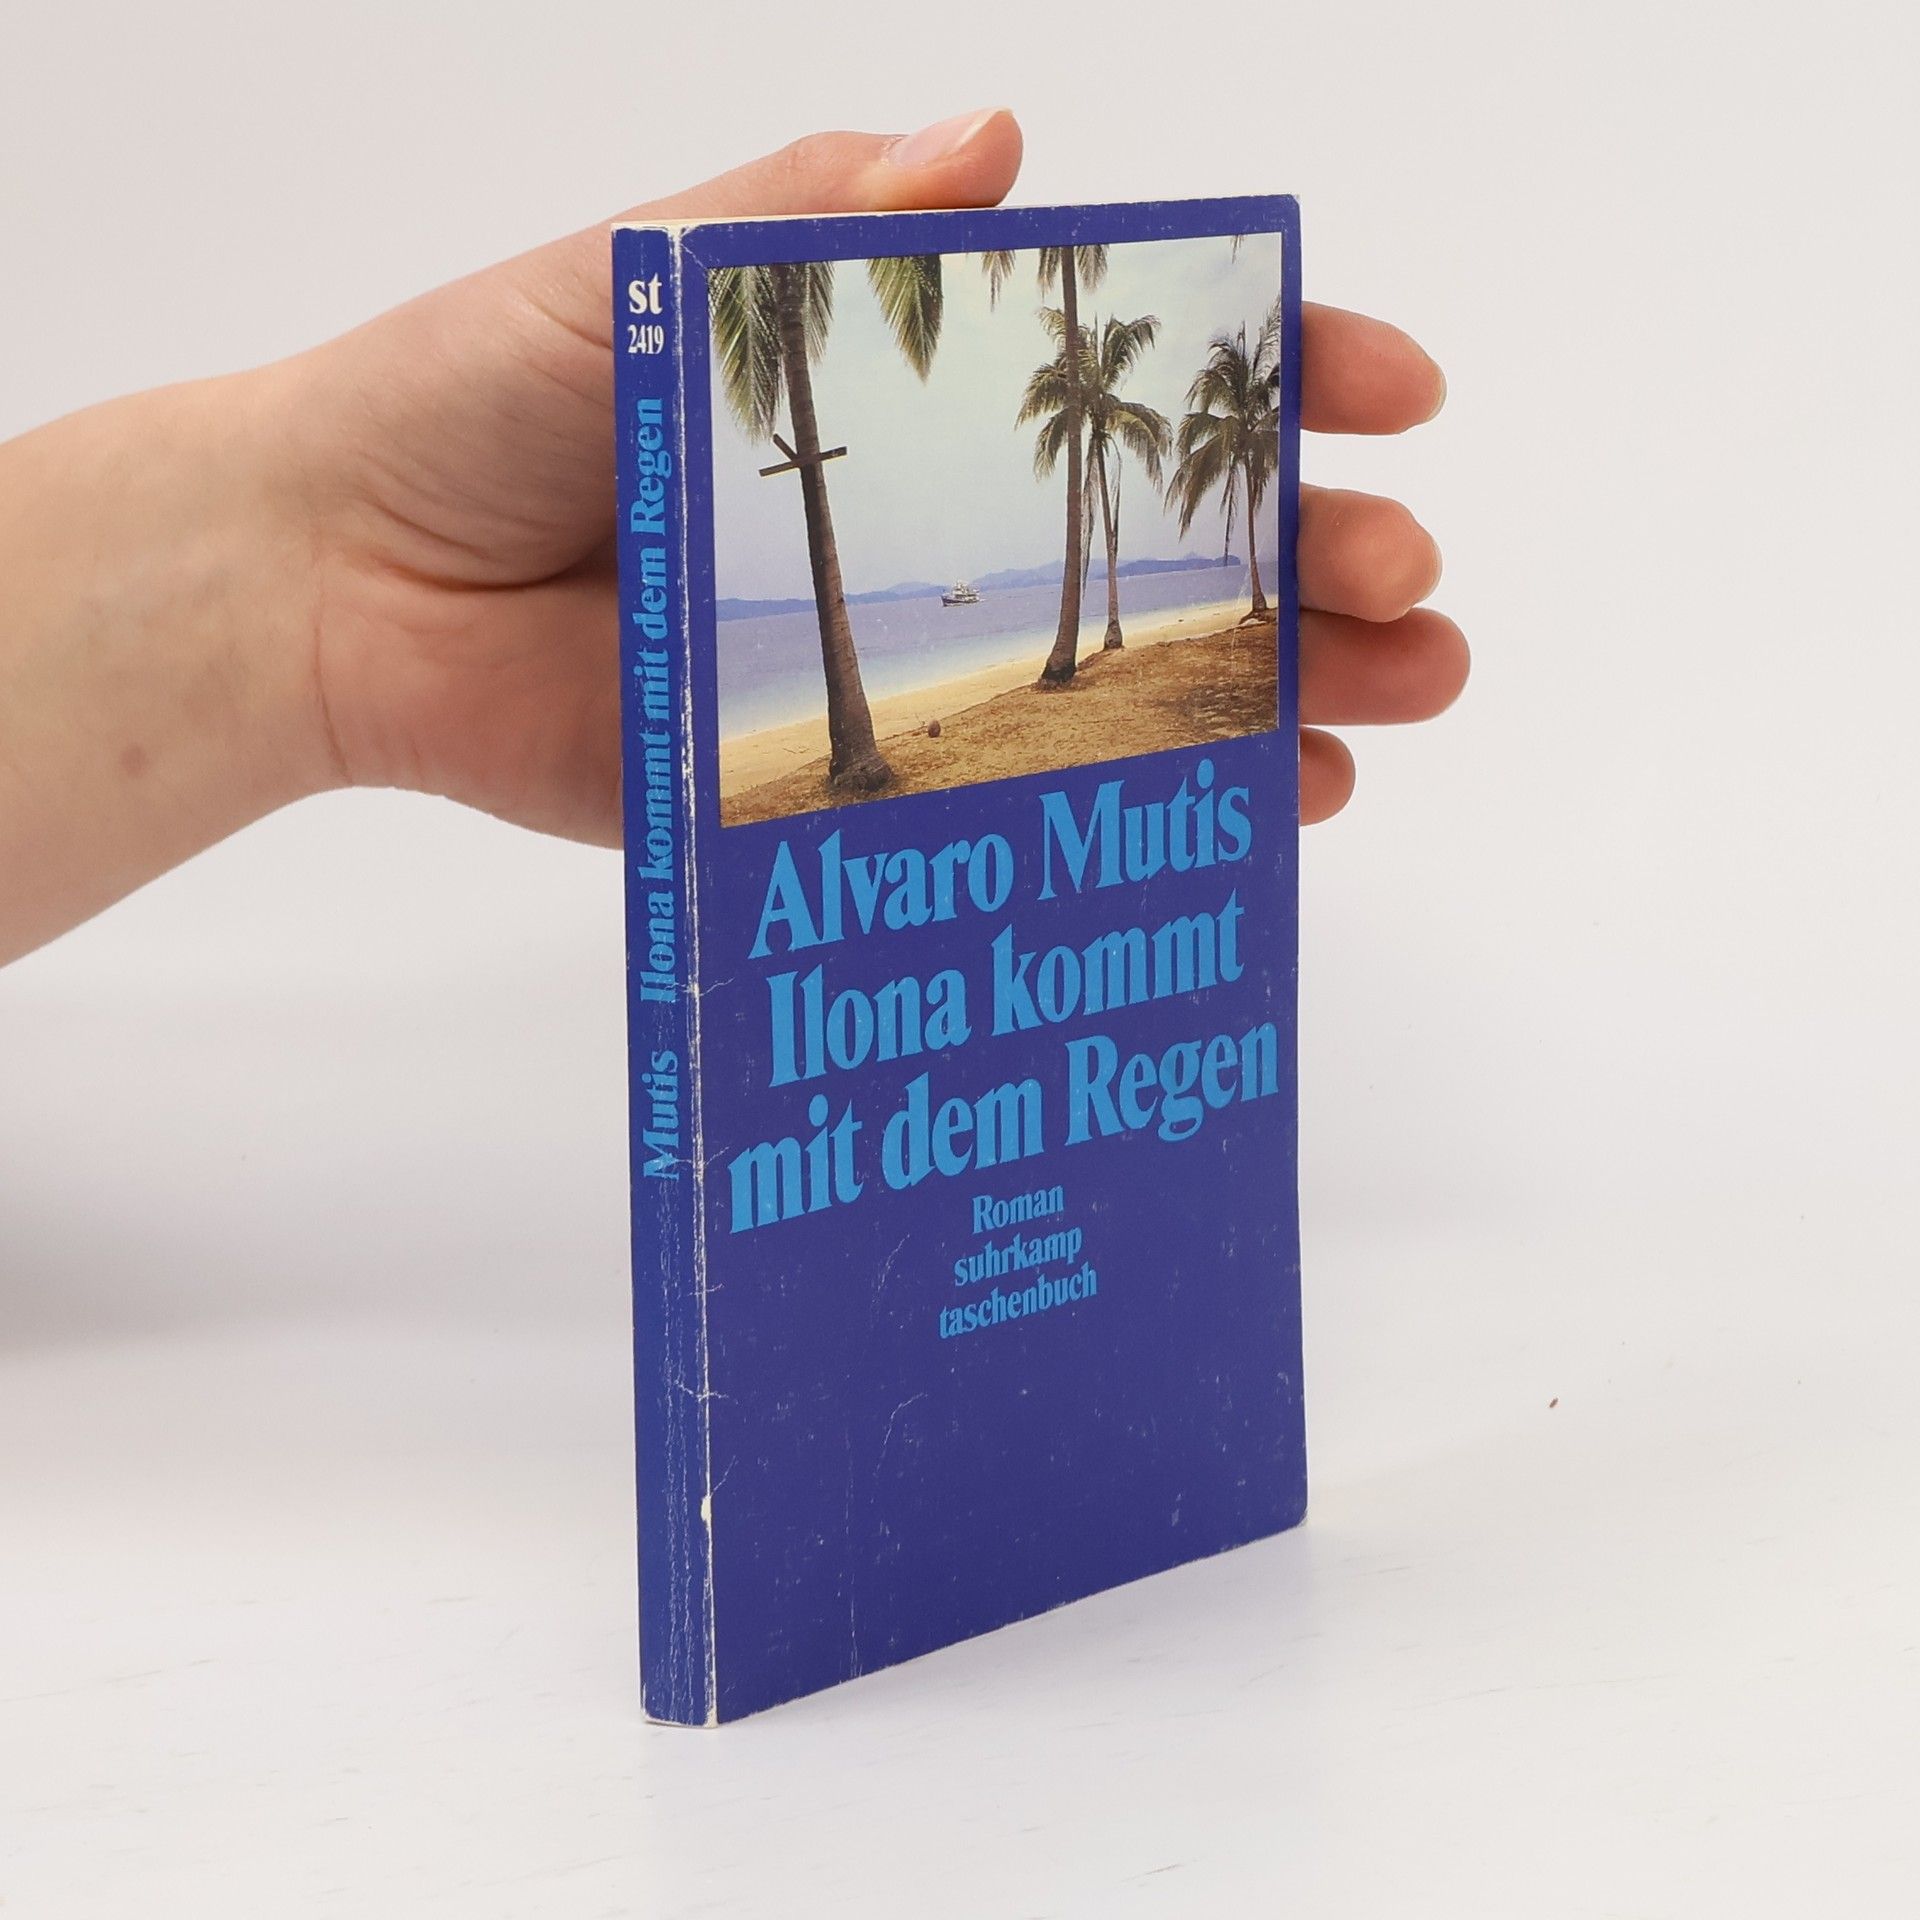 st
2419
Mutis Ilona kommt mit dem Regen
Alvaro Mutis
Ilona kommt
mit dem Regen
Roman
suhrkamp
taschenbuch